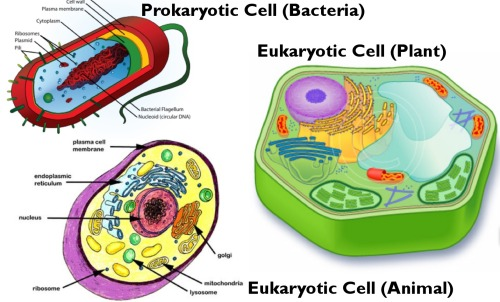 Prokaryotic Cell (Bacteria)
Cell wall
Plasma membrane
Cytoplasm
Ribosomes
Plasmid
Pili
Bacterial Flagellum
Nucleoid (circular DNA)
Eukaryotic Cell (Plant)
plasma cell
membrane
endoplasmic
reticulum
nucleus
golgi
mitochondria
lysosome
ribosome
Eukaryotic Cell (Animal)